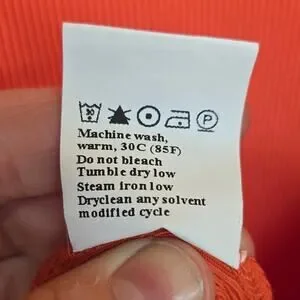 30
P
Machine wash,
warm, 30C (85F)
Do not bleach
Tumble dry low
Steam iron low
Dryclean any solvent
modified cycle